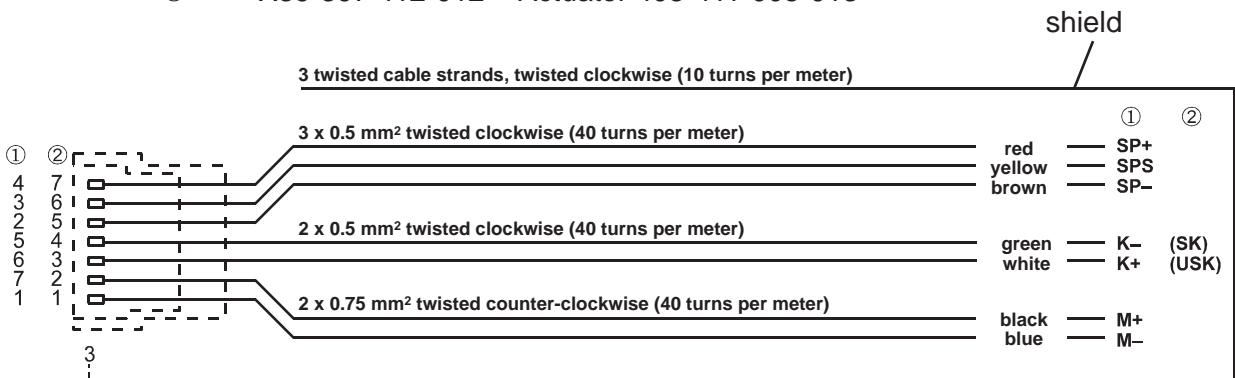 shield
3 twisted cable strands, twisted clockwise (10 turns per meter)
① ②
3 x 0.5 mm² twisted clockwise (40 turns per meter)
red SP+
yellow SPS
brown SP–
① ②
4 7
3 6
2 5
5 4
6 3
7 2
1 1
2 x 0.5 mm² twisted clockwise (40 turns per meter)
green K– (SK)
white K+ (USK)
2 x 0.75 mm² twisted counter-clockwise (40 turns per meter)
black M+
blue M–
3